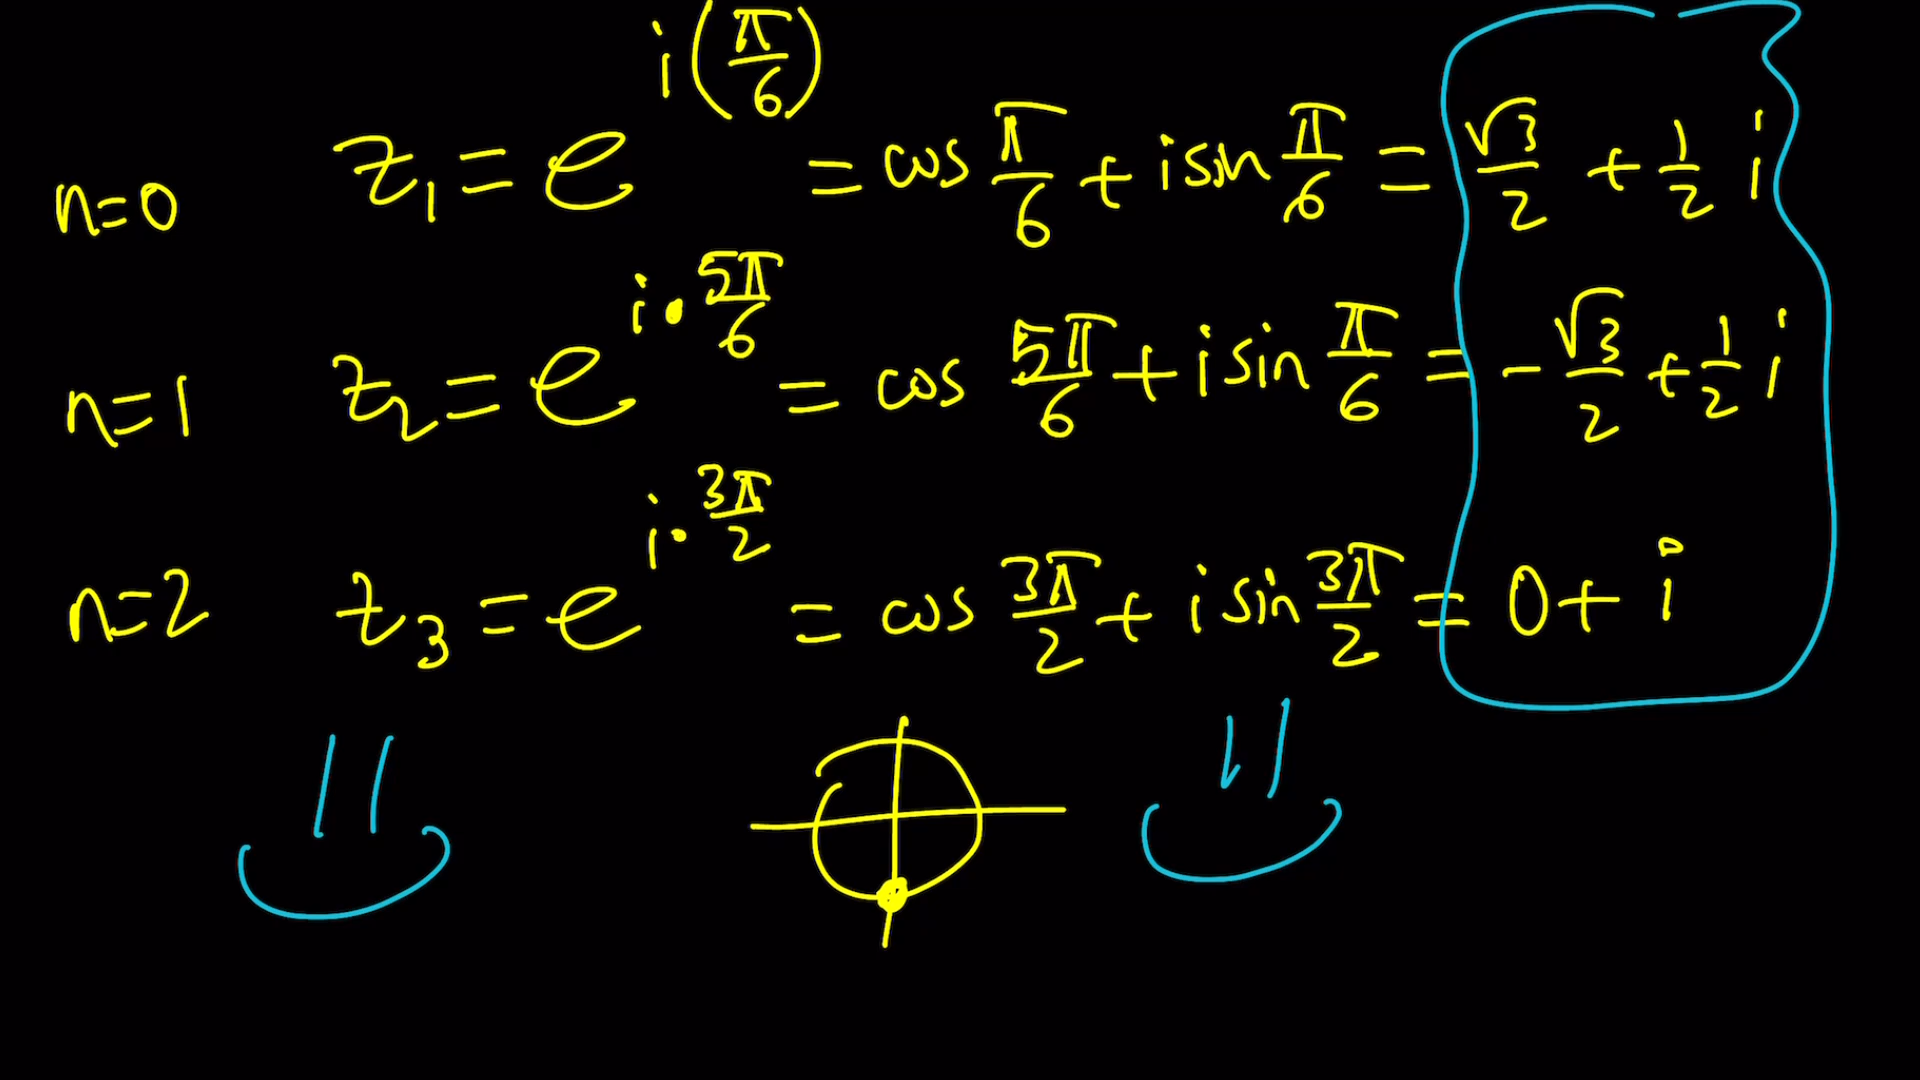 n=0 z₁ = e^{i(π/6)} = cos π/6 + i sin π/6 = √3/2 + 1/2 i
n=1 z₂ = e^{i·5π/6} = cos 5π/6 + i sin π/6 = -√3/2 + 1/2 i
n=2 z₃ = e^{i·3π/2} = cos 3π/2 + i sin 3π/2 = 0 + i